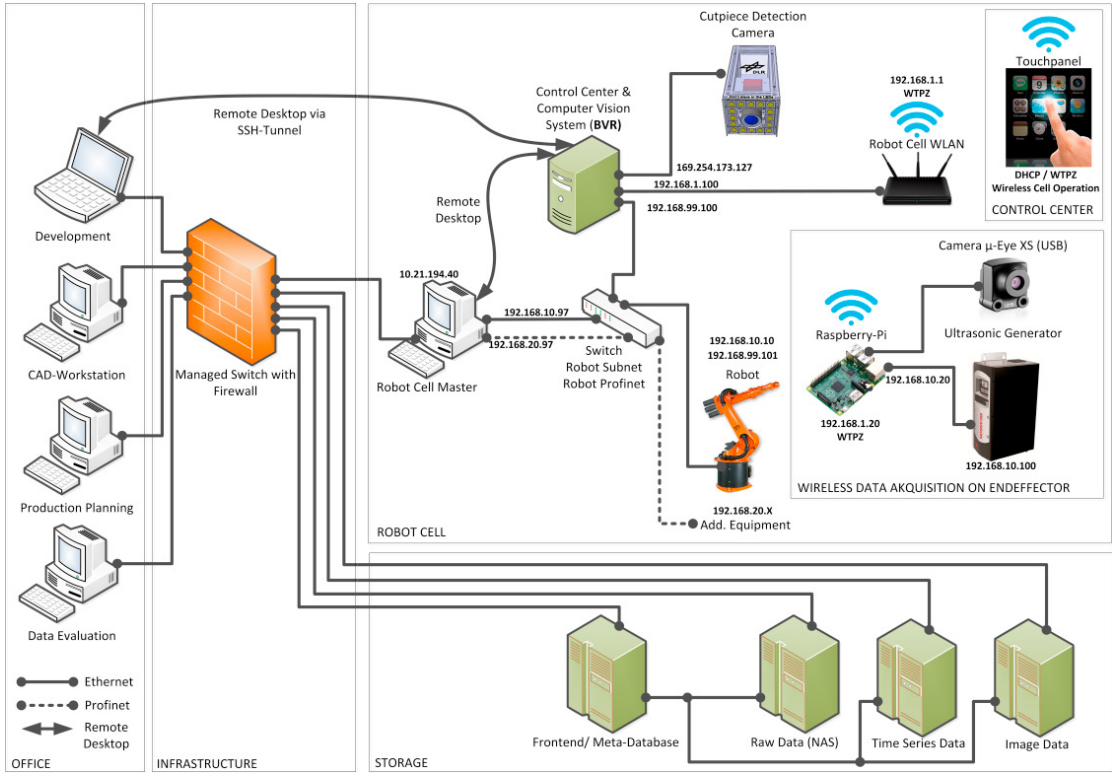 Remote Desktop via
SSH-Tunnel
Development
CAD-Workstation
Production Planning
Data Evaluation
Ethernet
Profinet
Remote
Desktop
OFFICE
Managed Switch with
Firewall
INFRASTRUCTURE
Control Center &
Computer Vision
System (BVR)
Cutpiece Detection
Camera
DLR
169.254.173.127
192.168.1.100
192.168.99.100
192.168.1.1
WTPZ
Robot Cell WLAN
Touchpanel
DHCP / WTPZ
Wireless Cell Operation
CONTROL CENTER
Remote
Desktop
10.21.194.40
192.168.10.97
192.168.20.97
Robot Cell Master
Switch
Robot Subnet
Robot Profinet
192.168.10.10
192.168.99.101
Robot
192.168.20.X
Add. Equipment
ROBOT CELL
Camera µ-Eye XS (USB)
Raspberry-Pi
Ultrasonic Generator
192.168.10.20
192.168.1.20
WTPZ
192.168.10.100
WIRELESS DATA AKQUISITION ON ENDEFFECTOR
Frontend/ Meta-Database
Raw Data (NAS)
Time Series Data
Image Data
STORAGE